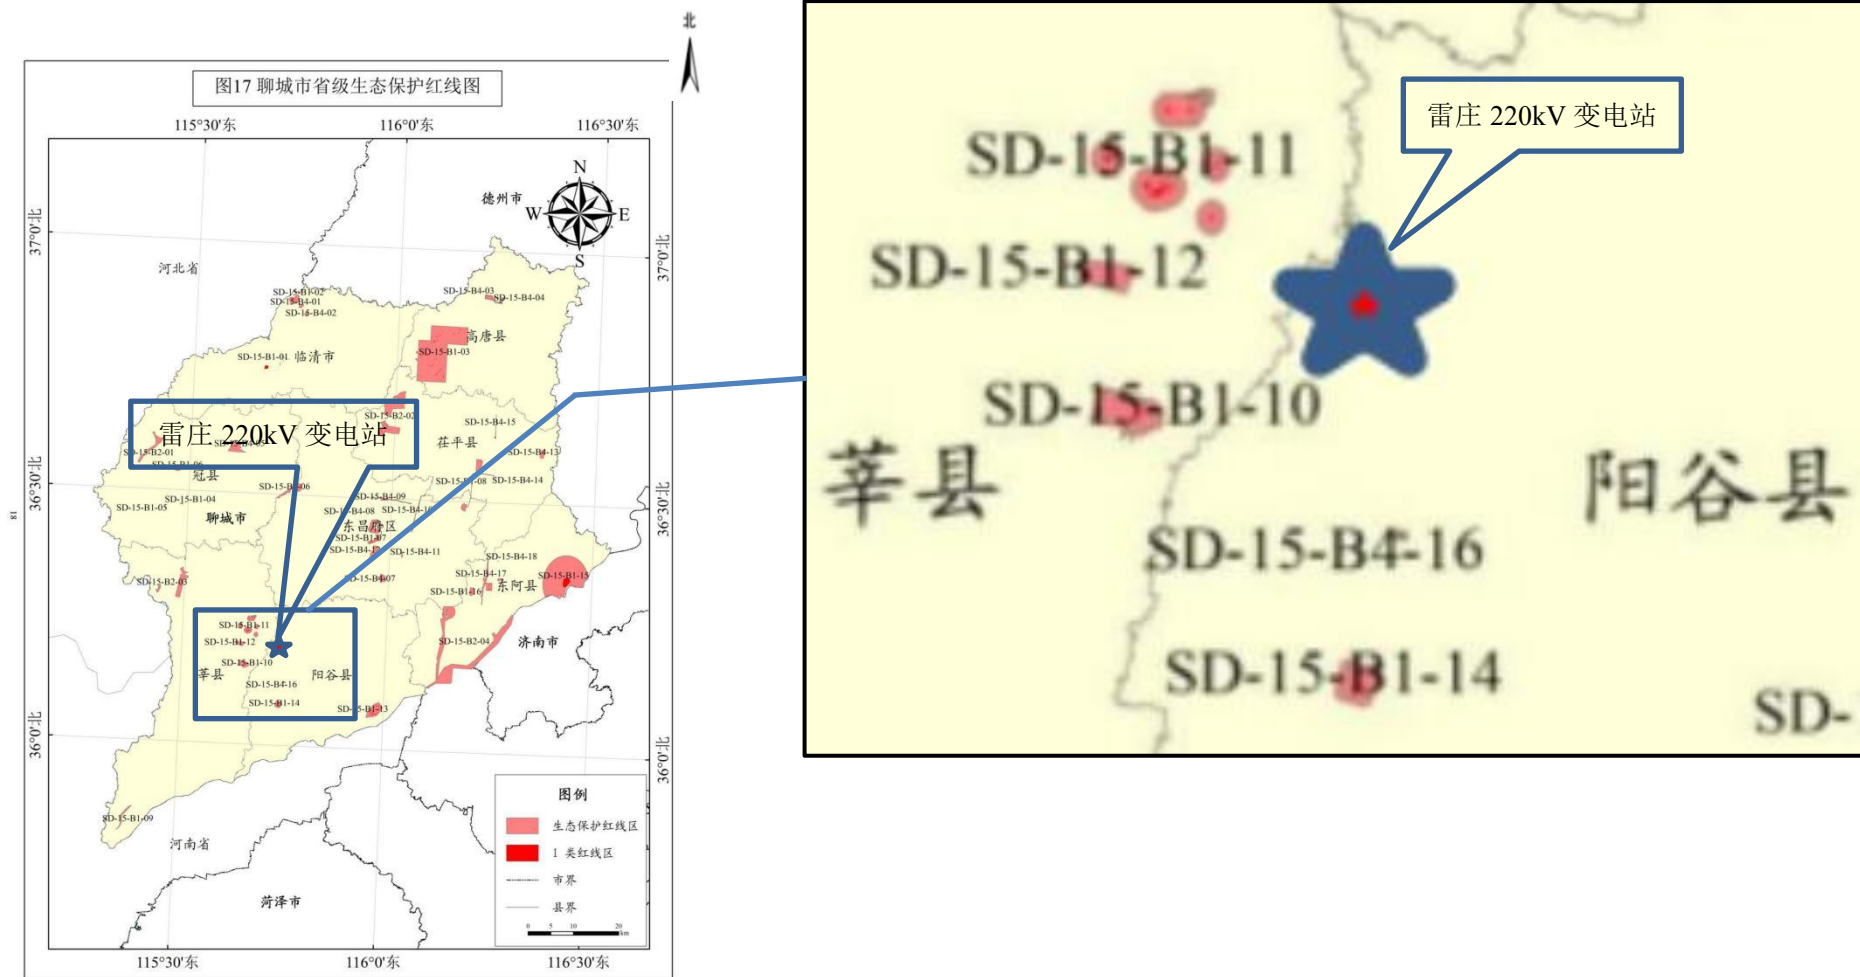 北
图17 聊城市省级生态保护红线图
115°30'东
116°0'东
116°30'东
37°0'北
37°0'北
N
W
E
S
德州市
河北省
SD-15-B1-02
SD-15-B4-01
SD-15-B4-02
SD-15-B4-03
SD-15-B4-04
高唐县
SD-15-B1-03
SD-15-B1-01
临清市
SD-15-B2-02
雷庄 220kV 变电站
SD-15-B4-15
茌平县
SD-15-B4-13
SD-15-B2-01
冠县
36°30'北
36°30'北
SD-15-B4-14
SD-15-B1-04
SD-15-B1-05
SD-15-B4-09
SD-15-B4-08
聊城市
东昌府区
SD-15-B1-07
SD-15-B4-11
SD-15-B4-18
SD-15-B4-17
东阿县
SD-15-B1-15
SD-15-B2-03
SD-15-B4-07
SD-15-B1-16
SD-15-B1-11
SD-15-B1-12
SD-15-B1-10
莘县
阳谷县
SD-15-B4-16
SD-15-B1-14
SD-15-B1-13
SD-15-B2-04
济南市
36°0'北
36°0'北
SD-15-B1-09
河南省
菏泽市
图例
生态保护红线区
I 类红线区
市界
县界
0 5 10 20
km
115°30'东
116°0'东
116°30'东
18
雷庄 220kV 变电站
SD-15-B1-11
SD-15-B1-12
SD-15-B1-10
莘县
阳谷县
SD-15-B4-16
SD-15-B1-14
SD-